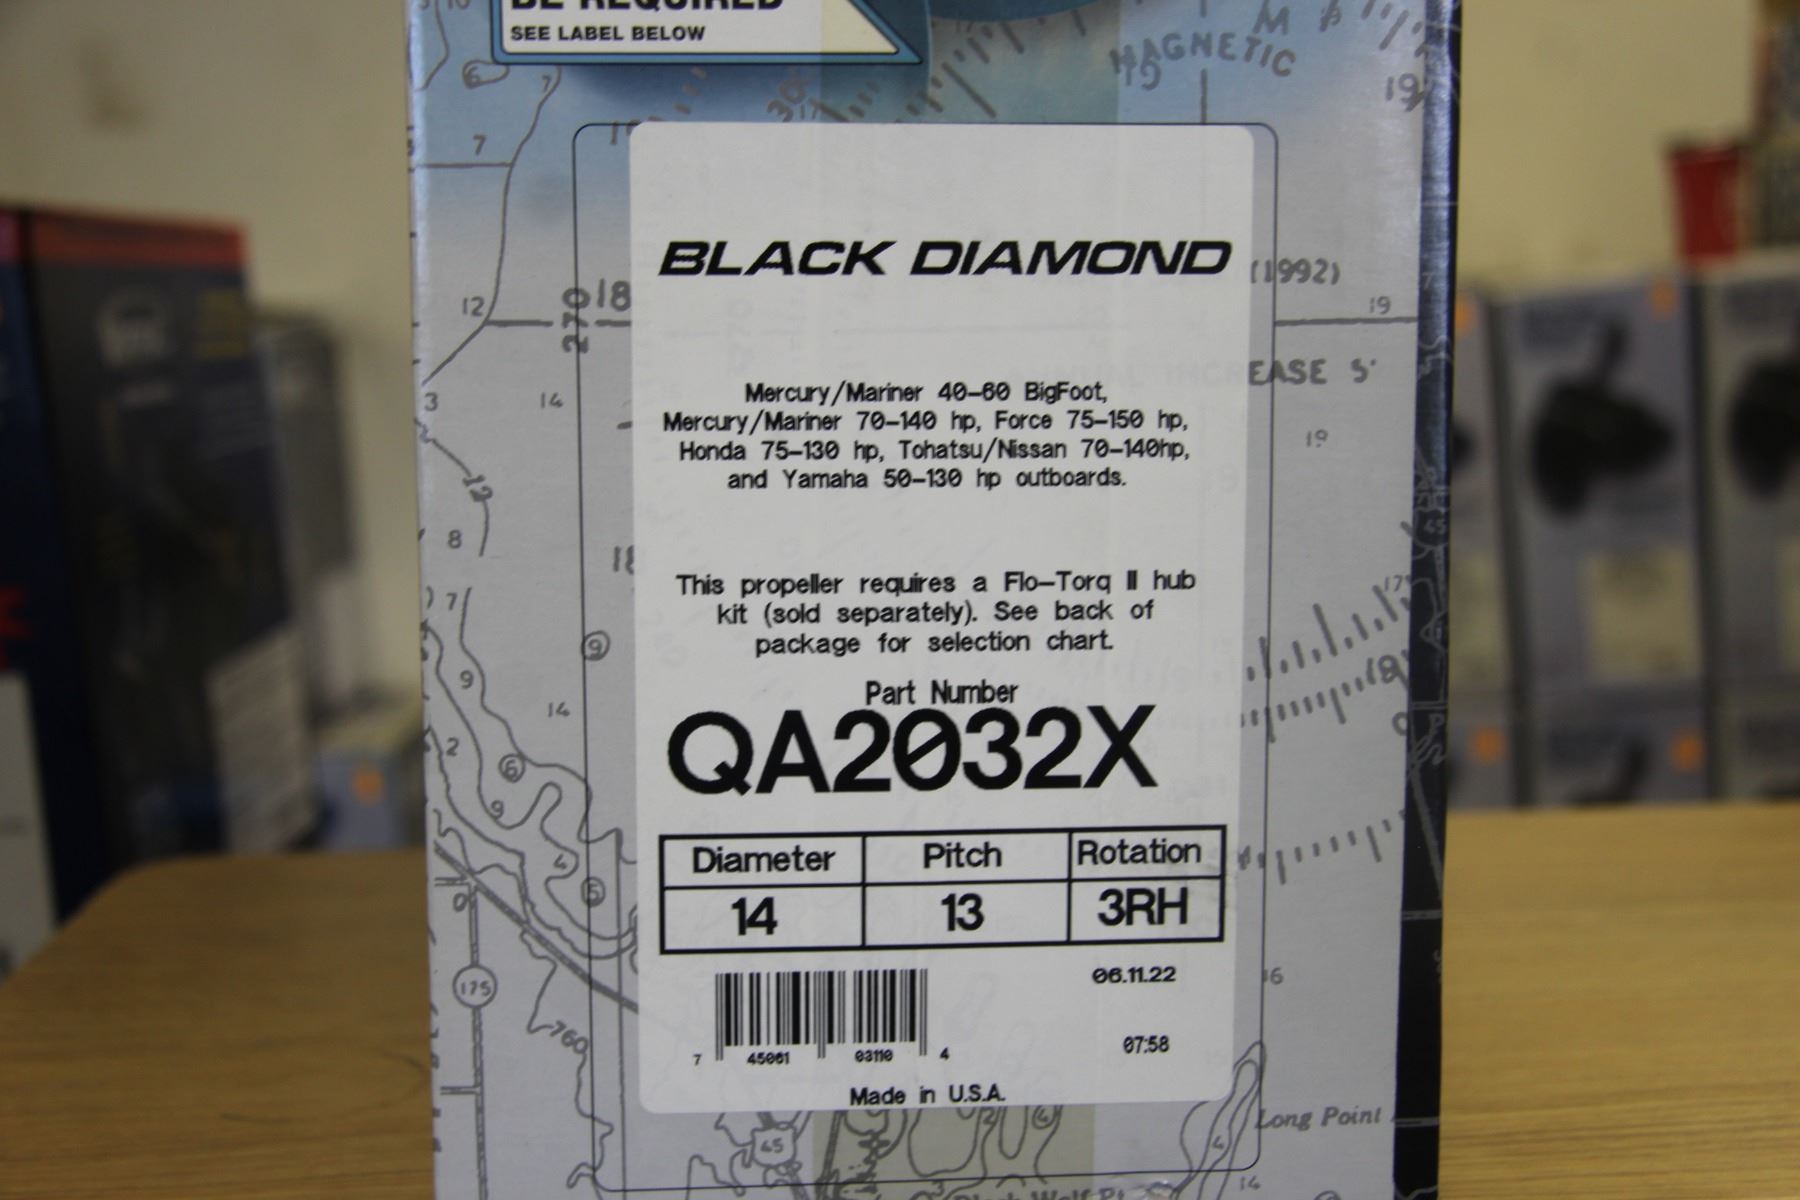 BE REQUIRED
SEE LABEL BELOW
MAGNETIC
BLACK DIAMOND
(1992)
EASE 5'
Mercury/Mariner 40-60 BigFoot,
Mercury/Mariner 70-140 hp, Force 75-150 hp,
Honda 75-130 hp, Tohatsu/Nissan 70-140hp,
and Yamaha 50-130 hp outboards.
This propeller requires a Flo-Torq II hub
kit (sold separately). See back of
package for selection chart.
Part Number
QA2032X
Diameter Pitch Rotation
14 13 3RH
06.11.22
7 45061 03110 4
07:58
Made in U.S.A.
Long Point